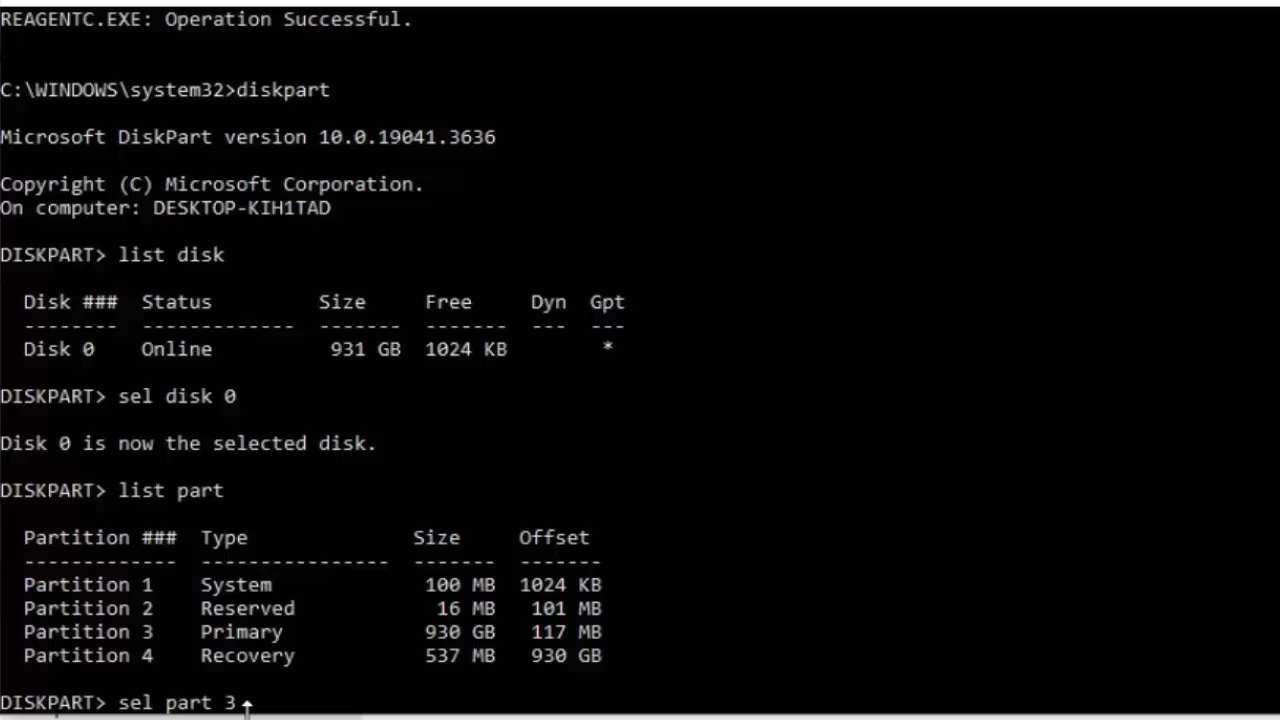 REAGENTC.EXE: Operation Successful.
C:\WINDOWS\system32>diskpart
Microsoft DiskPart version 10.0.19041.3636
Copyright (C) Microsoft Corporation.
On computer: DESKTOP-KIH1TAD
DISKPART> list disk
  Disk ###  Status         Size     Free     Dyn  Gpt
  --------  -------------  -------  -------  ---  ---
  Disk 0    Online          931 GB  1024 KB        *
DISKPART> sel disk 0
Disk 0 is now the selected disk.
DISKPART> list part
  Partition ###  Type              Size     Offset
  -------------  ----------------  -------  -------
  Partition 1    System             100 MB  1024 KB
  Partition 2    Reserved            16 MB   101 MB
  Partition 3    Primary            930 GB   117 MB
  Partition 4    Recovery           537 MB   930 GB
DISKPART> sel part 3